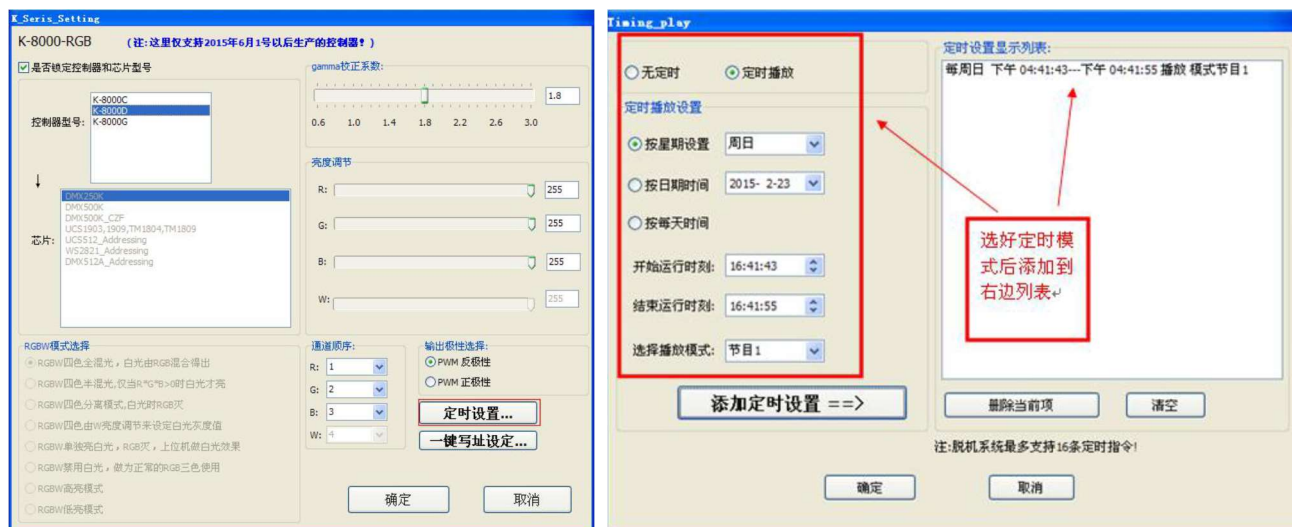 K_Seris_Setting
K-8000-RGB (注:这里仅支持2015年6月1号以后生产的控制器!)
是否锁定控制器和芯片型号
控制器型号:
K-8000C
K-8000D
K-8000G
↓
芯片:
DMX250K
DMX500K
DMX500K_CZF
UCS1903,1909,TM1804,TM1809
UCS512_Addressing
WS2821_Addressing
DMX512A_Addressing
gamma校正系数:
1.8
0.6 1.0 1.4 1.8 2.2 2.6 3.0
亮度调节
R: 255
G: 255
B: 255
W: 255
RGBW模式选择
RGBW四色全混光，白光由RGB混合得出
RGBW四色半混光,仅当R*G*B>0时白光才亮
RGBW四色分离模式,白光时RGB灭
RGBW四色由W亮度调节来设定白光灰度值
RGBW单独亮白光，RGB灭，上位机做白光效果
RGBW禁用白光，做为正常的RGB三色使用
RGBW高亮模式
RGBW低亮模式
通道顺序:
R: 1
G: 2
B: 3
W: 4
输出极性选择:
PWM 反极性
PWM 正极性
定时设置...
一键写址设定...
确定 取消
Timing_play
无定时 定时播放
定时播放设置
按星期设置 周日
按日期时间 2015- 2-23
按每天时间
开始运行时刻: 16:41:43
结束运行时刻: 16:41:55
选择播放模式: 节目1
添加定时设置 ==>
定时设置显示列表:
每周日 下午 04:41:43---下午 04:41:55 播放 模式节目1
选好定时模
式后添加到
右边列表↵
删除当前项 清空
注:脱机系统最多支持16条定时指令!
确定 取消